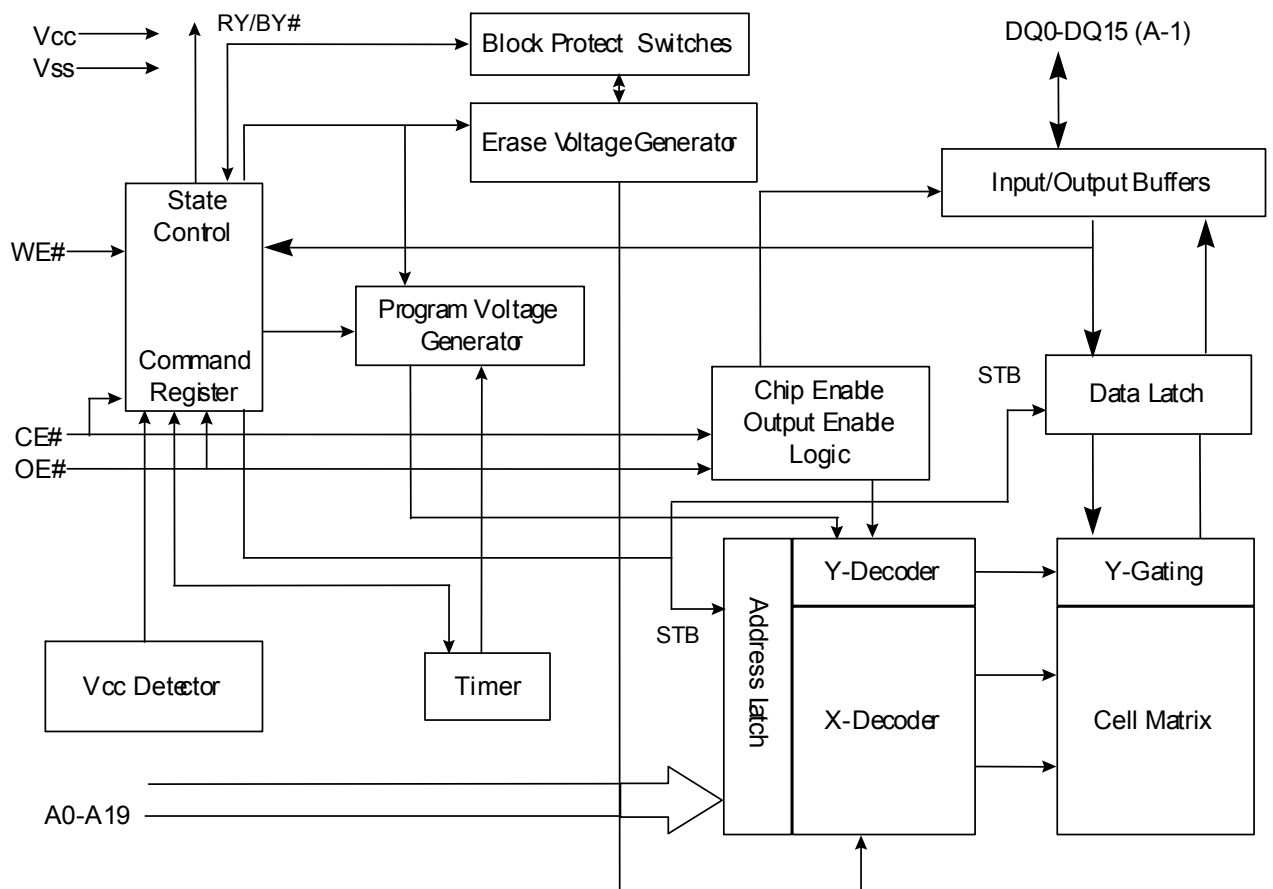 Vcc
Vss
RY/BY#
Block Protect Switches
DQ0-DQ15 (A-1)
Erase Voltage Generator
Input/Output Buffers
State
Control
WE#
Program Voltage
Generator
Command
Register
Chip Enable
Output Enable
Logic
STB
Data Latch
CE#
OE#
Y-Decoder
Y-Gating
Address Latch
STB
Vcc Detector
Timer
X-Decoder
Cell Matrix
A0-A19